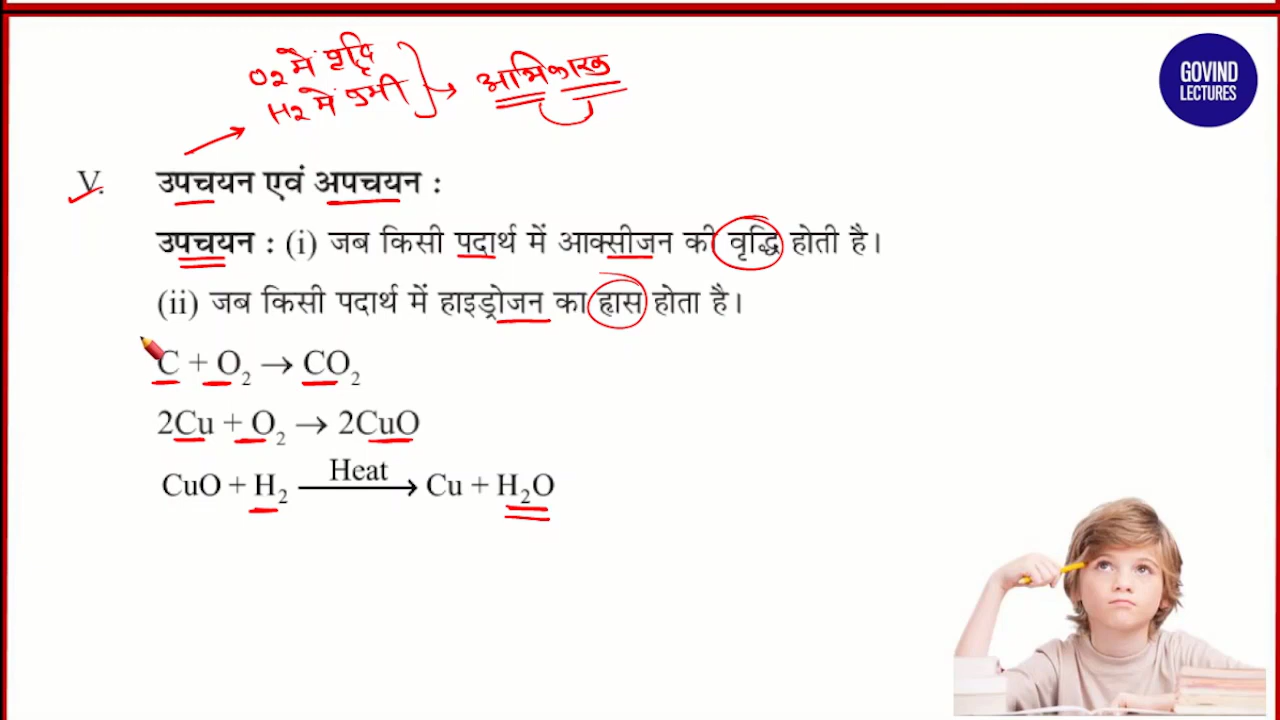 O2 में वृद्धि
H2 में कमी
अभिकारक
GOVIND
LECTURES
V. उपचयन एवं अपचयन :
उपचयन : (i) जब किसी पदार्थ में आक्सीजन की वृद्धि होती है।
(ii) जब किसी पदार्थ में हाइड्रोजन का ह्रास होता है।
C + O₂ → CO₂
2Cu + O₂ → 2CuO
Heat
CuO + H₂ → Cu + H₂O